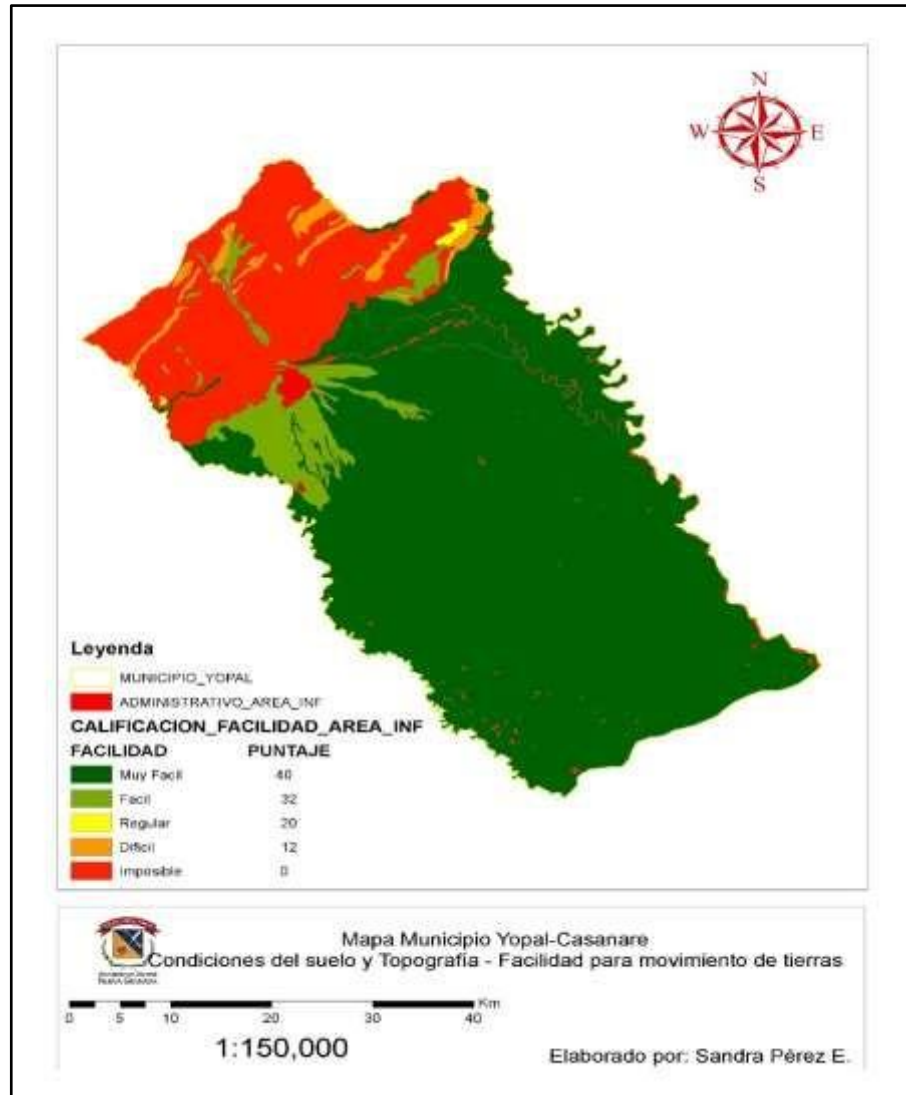 N
W E
S
Leyenda
MUNICIPIO_YOPAL
ADMINISTRATIVO_AREA_INF
CALIFICACION_FACILIDAD_AREA_INF
FACILIDAD PUNTAJE
Muy Facil 40
Facil 32
Regular 20
Dificil 12
Imposible 0
Mapa Municipio Yopal-Casanare
Condiciones del suelo y Topografía - Facilidad para movimiento de tierras
NUEVA GRANADA
Km
0 5 10 20 30 40
1:150,000
Elaborado por: Sandra Pérez E.